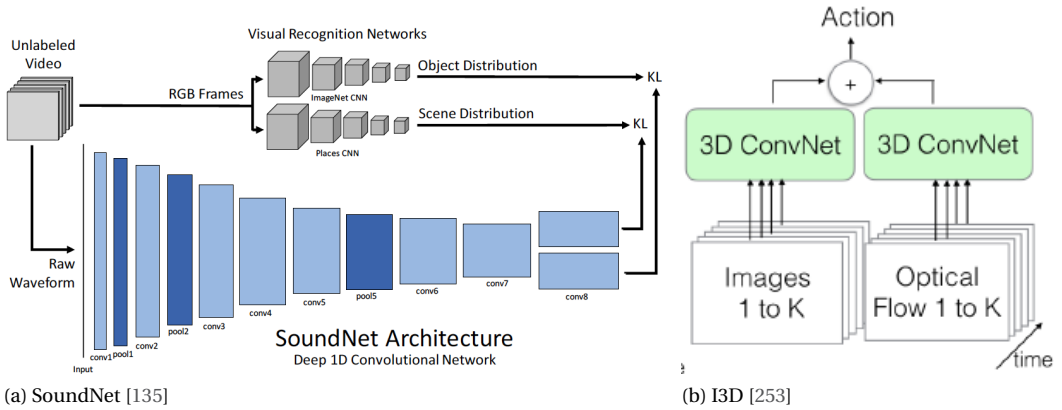 Unlabeled
Video
Visual Recognition Networks
RGB Frames
ImageNet CNN
Object Distribution
KL
Places CNN
Scene Distribution
KL
Raw
Waveform
Input
conv1
pool1
conv2
pool2
conv3
conv4
conv5
pool5
conv6
conv7
conv8
SoundNet Architecture
Deep 1D Convolutional Network
(a) SoundNet [135]
Action
+
3D ConvNet
3D ConvNet
Images
1 to K
Optical
Flow 1 to K
time
e
(b) I3D [253]